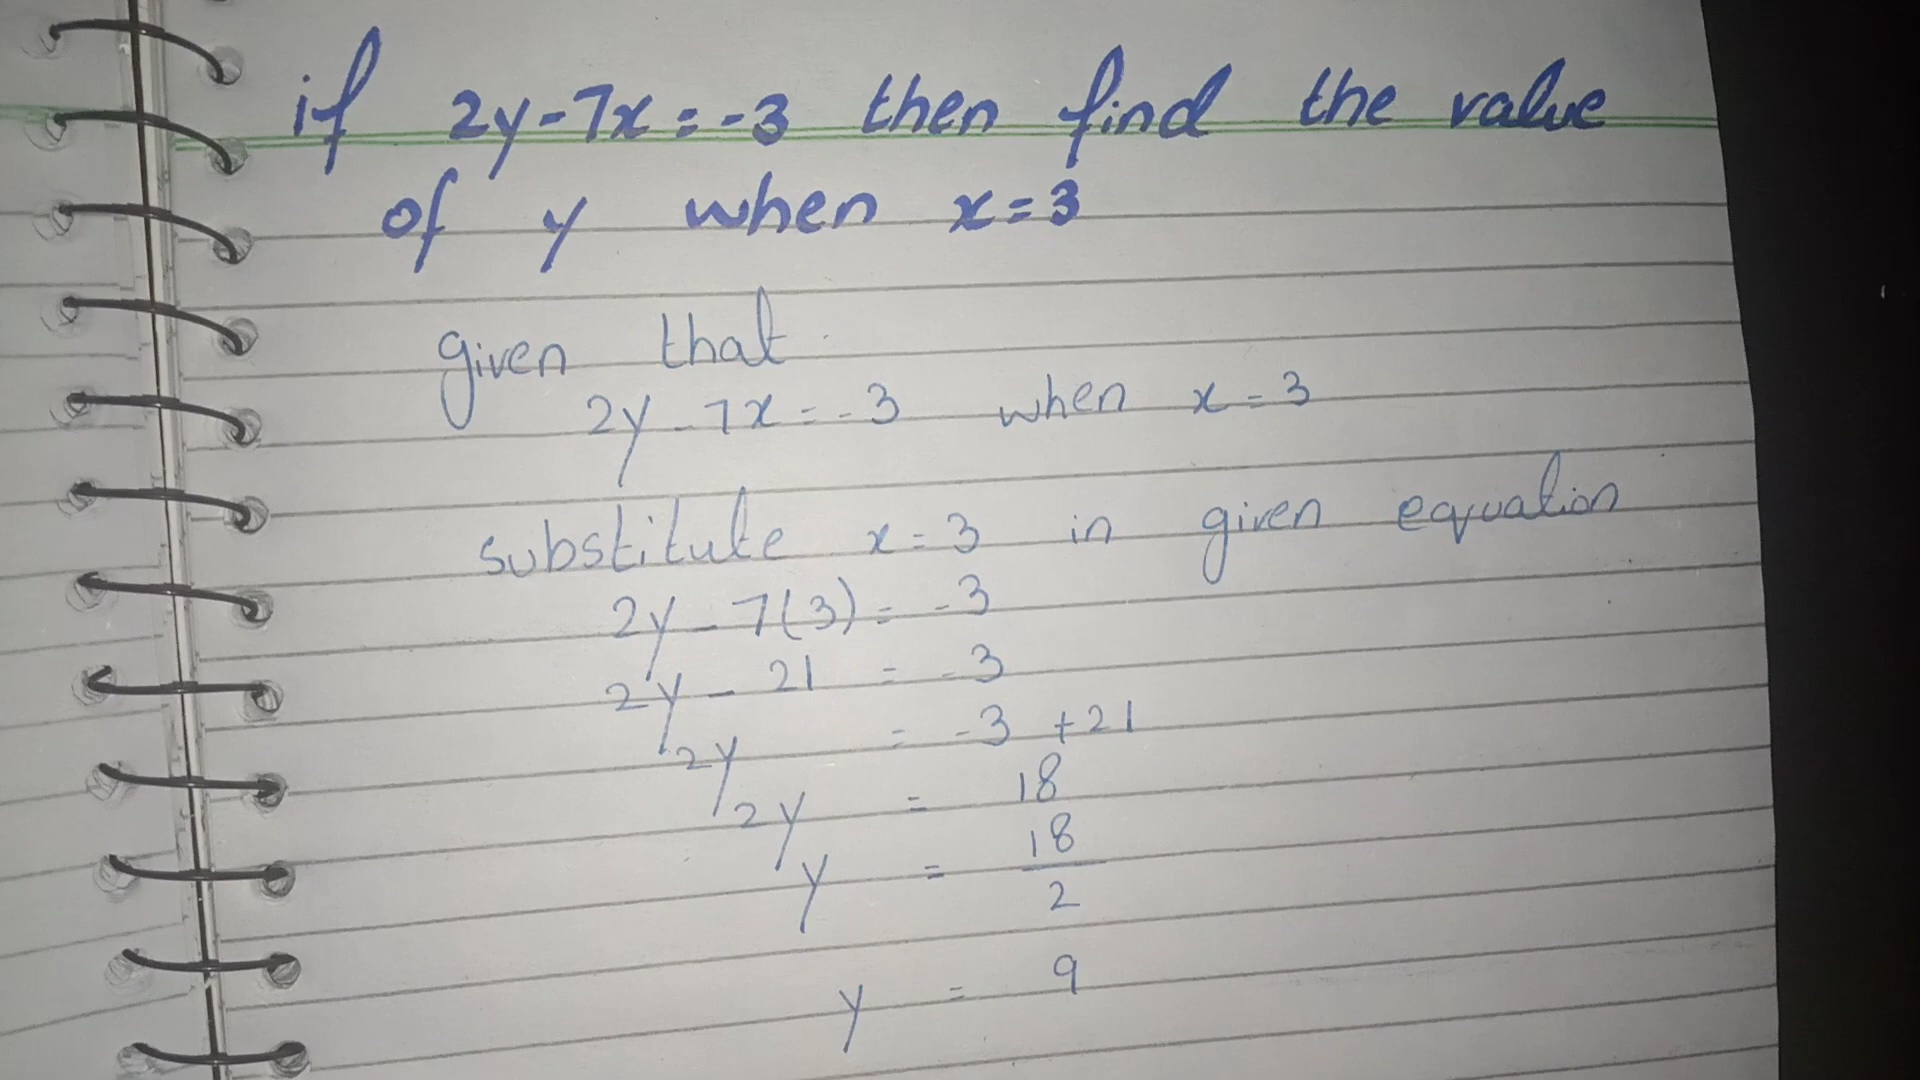 if 2y-7x=-3 then find the value
of y when x=3
given that
2y-7x=-3 when x=3
substitute x=3 in given equation
2y-7(3)=-3
2y-21=-3
2y=-3+21
2y=18
y=18/2
y=9